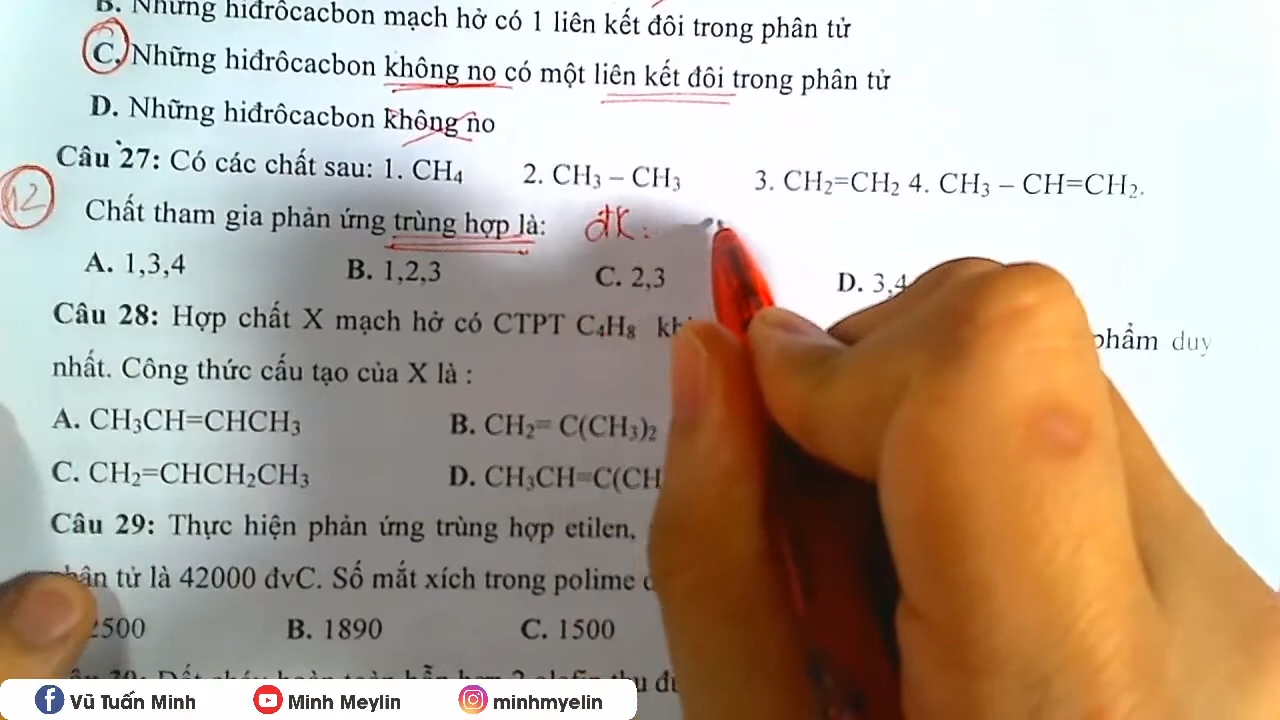 B. Những hiđrôcacbon mạch hở có 1 liên kết đôi trong phân tử
C. Những hiđrôcacbon không no có một liên kết đôi trong phân tử
D. Những hiđrôcacbon không no
Câu 27: Có các chất sau: 1. CH₄ 2. CH₃ – CH₃ 3. CH₂=CH₂ 4. CH₃ – CH=CH₂.
12
Chất tham gia phản ứng trùng hợp là: đk:
A. 1,3,4 B. 1,2,3 C. 2,3 D. 3,4
Câu 28: Hợp chất X mạch hở có CTPT C₄H₈ phẩm duy
nhất. Công thức cấu tạo của X là :
A. CH₃CH=CHCH₃ B. CH₂= C(CH₃)₂
C. CH₂=CHCH₂CH₃ D. CH₃CH=C(CH
Câu 29: Thực hiện phản ứng trùng hợp etilen,
tử là 42000 đvC. Số mắt xích trong polime
2500 B. 1890 C. 1500
Vũ Tuấn Minh Minh Meylin minhmyelin